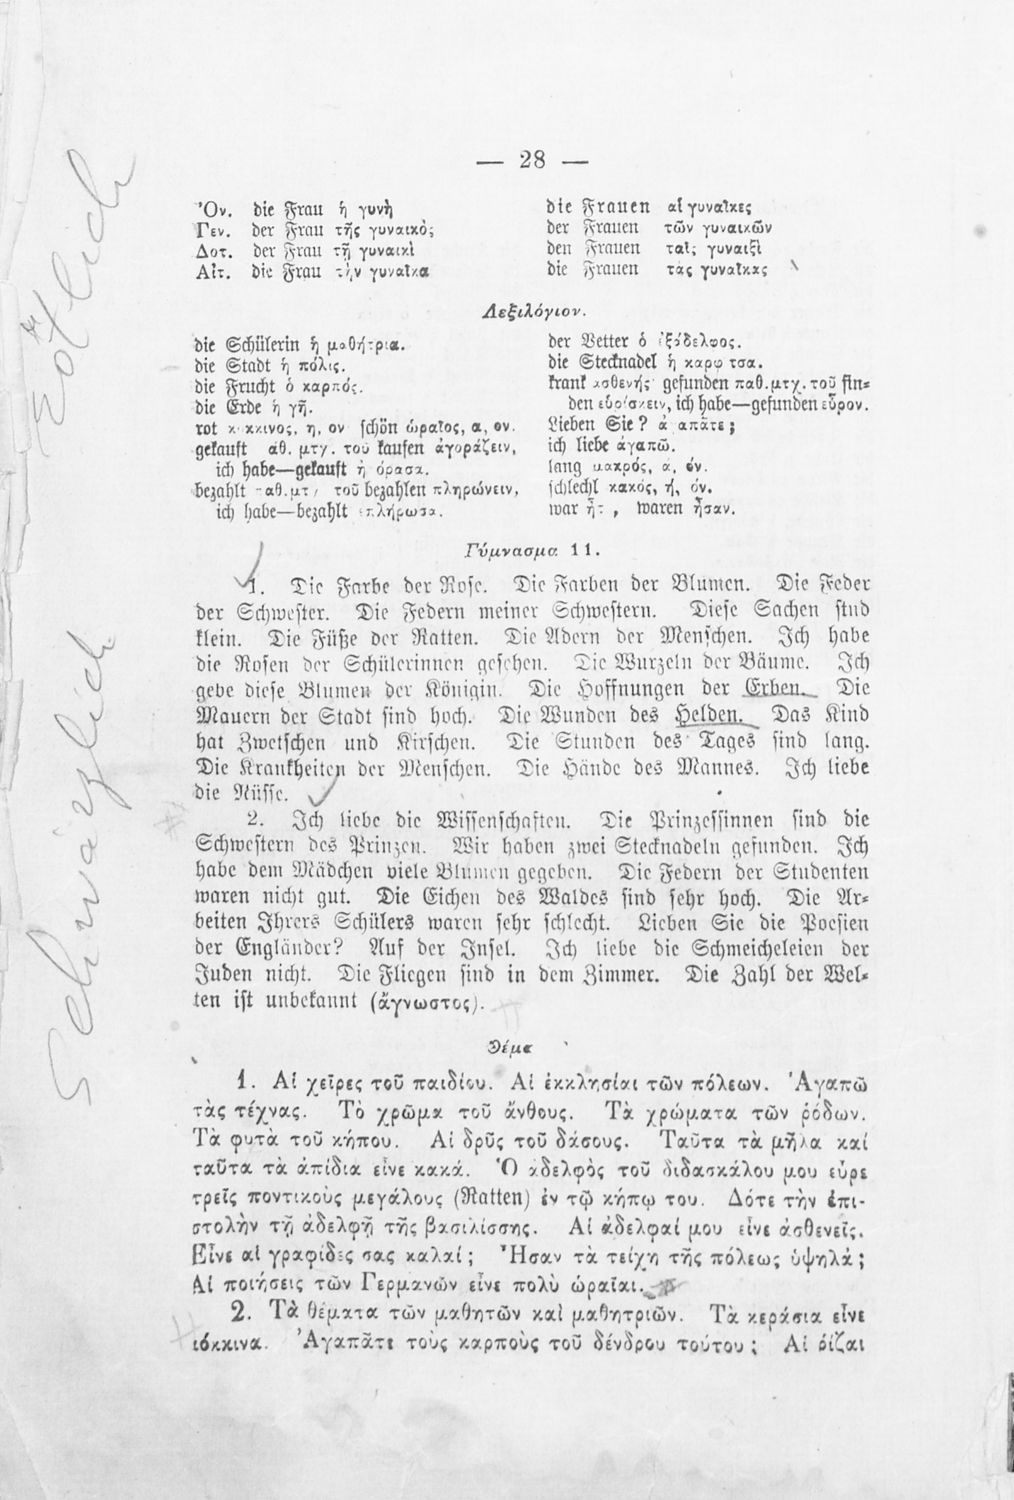 — 28 —
Ὀν. die Frau ἡ γυνὴ
Γεν. der Frau τῆς γυναικὸς
Δοτ. der Frau τῇ γυναικὶ
Αἰτ. die Frau τὴν γυναῖκα
die Frauen αἱ γυναῖκες
der Frauen τῶν γυναικῶν
den Frauen ταῖς γυναιξὶ
die Frauen τὰς γυναῖκας
Λεξιλόγιον.
die Schülerin ἡ μαθήτρια.
die Stadt ἡ πόλις.
die Frucht ὁ καρπός.
die Erde ἡ γῆ.
rot κόκκινος, η, ον schön ὡραῖος, α, ον.
gekauft παθ. μτχ. τοῦ kaufen ἀγοράζειν,
ich habe—gekauft ἠγόρασα.
bezahlt παθ. μτχ. τοῦ bezahlen πληρώνειν,
ich habe—bezahlt ἐπλήρωσα.
der Vetter ὁ ἐξάδελφος.
die Stecknadel ἡ καρφίτσα.
krank ἀσθενής gefunden παθ. μτχ. τοῦ fin=
den εὑρίσκειν, ich habe—gefunden εὗρον.
Lieben Sie? ἀγαπᾶτε;
ich liebe ἀγαπῶ.
lang μακρός, ά, όν.
schlecht κακός, ή, όν.
war ἦτο, waren ἦσαν.
Γύμνασμα 11.
1. Die Farbe der Rose. Die Farben der Blumen. Die Feder
der Schwester. Die Federn meiner Schwestern. Diese Sachen sind
klein. Die Füße der Ratten. Die Adern der Menschen. Ich habe
die Rosen der Schülerinnen gesehen. Die Wurzeln der Bäume. Ich
gebe diese Blumen der Königin. Die Hoffnungen der Erben. Die
Mauern der Stadt sind hoch. Die Wunden des Helden. Das Kind
hat Zwetschen und Kirschen. Die Stunden des Tages sind lang.
Die Krankheiten der Menschen. Die Hände des Mannes. Ich liebe
die Nüsse.
2. Ich liebe die Wissenschaften. Die Prinzessinnen sind die
Schwestern des Prinzen. Wir haben zwei Stecknadeln gefunden. Ich
habe dem Mädchen viele Blumen gegeben. Die Federn der Studenten
waren nicht gut. Die Eichen des Waldes sind sehr hoch. Die Ar=
beiten Ihrers Schülers waren sehr schlecht. Lieben Sie die Poesien
der Engländer? Auf der Insel. Ich liebe die Schmeicheleien der
Juden nicht. Die Fliegen sind in dem Zimmer. Die Zahl der Wel=
ten ist unbekannt (ἄγνωστος).
Θέμα
1. Αἱ χεῖρες τοῦ παιδίου. Αἱ ἐκκλησίαι τῶν πόλεων. Ἀγαπῶ
τὰς τέχνας. Τὸ χρῶμα τοῦ ἄνθους. Τὰ χρώματα τῶν ῥόδων.
Τὰ φυτὰ τοῦ κήπου. Αἱ δρῦς τοῦ δάσους. Ταῦτα τὰ μῆλα καὶ
ταῦτα τὰ ἀπίδια εἶνε κακά. Ὁ ἀδελφὸς τοῦ διδασκάλου μου εὗρε
τρεῖς ποντικοὺς μεγάλους (Ratten) ἐν τῷ κήπῳ του. Δότε τὴν ἐπι-
στολὴν τῇ ἀδελφῇ τῆς βασιλίσσης. Αἱ ἀδελφαί μου εἶνε ἀσθενεῖς.
Εἶνε αἱ γραφίδες σας καλαί; Ἦσαν τὰ τείχη τῆς πόλεως ὑψηλά;
Αἱ ποιήσεις τῶν Γερμανῶν εἶνε πολὺ ὡραῖαι.
2. Τὰ θέματα τῶν μαθητῶν καὶ μαθητριῶν. Τὰ κεράσια εἶνε
κόκκινα. Ἀγαπᾶτε τοὺς καρποὺς τοῦ δένδρου τούτου; Αἱ ῥίζαι
Schwärzlich